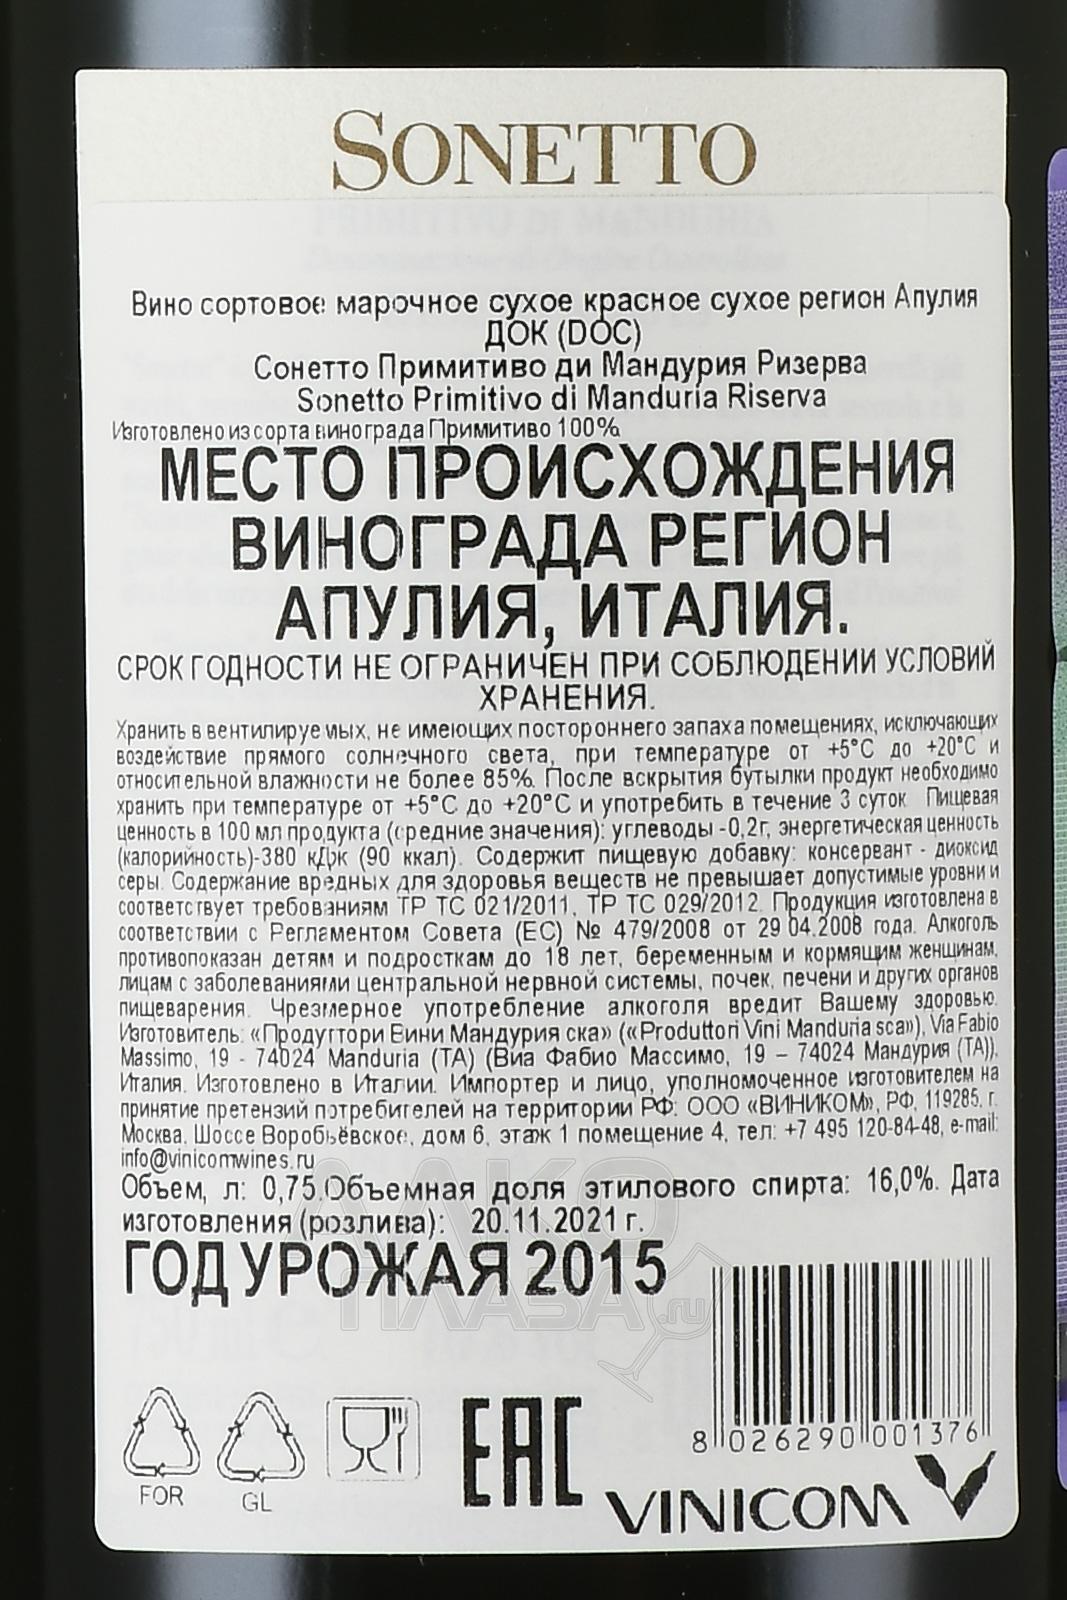 SONETTO
PRIMITIVO DI MANDURIA
Вино сортовое марочное сухое красное сухое регион Апулия
ДОК (DOC)
Сонетто Примитиво ди Мандурия Ризерва
Sonetto Primitivo di Manduria Riserva
Изготовлено из сорта винограда Примитиво 100%.
МЕСТО ПРОИСХОЖДЕНИЯ
ВИНОГРАДА РЕГИОН
АПУЛИЯ, ИТАЛИЯ.
СРОК ГОДНОСТИ НЕ ОГРАНИЧЕН ПРИ СОБЛЮДЕНИИ УСЛОВИЙ
ХРАНЕНИЯ.
Хранить в вентилируемых, не имеющих постороннего запаха помещениях, исключающих
воздействие прямого солнечного света, при температуре от +5°C до +20°C и
относительной влажности не более 85%. После вскрытия бутылки продукт необходимо
хранить при температуре от +5°C до +20°C и употребить в течение 3 суток. Пищевая
ценность в 100 мл продукта (средние значения): углеводы -0,2г, энергетическая ценность
(калорийность)-380 кДж (90 ккал). Содержит пищевую добавку: консервант - диоксид
серы. Содержание вредных для здоровья веществ не превышает допустимые уровни и
соответствует требованиям ТР ТС 021/2011, ТР ТС 029/2012. Продукция изготовлена в
соответствии с Регламентом Совета (ЕС) № 479/2008 от 29.04.2008 года. Алкоголь
противопоказан детям и подросткам до 18 лет, беременным и кормящим женщинам,
лицам с заболеваниями центральной нервной системы, почек, печени и других органов
пищеварения. Чрезмерное употребление алкоголя вредит Вашему здоровью.
Изготовитель: «Продуттори Вини Мандурия ска» («Produttori Vini Manduria sca»), Via Fabio
Massimo, 19 - 74024 Manduria (TA) (Виа Фабио Массимо, 19 – 74024 Мандурия (ТА)),
Италия. Изготовлено в Италии. Импортер и лицо, уполномоченное изготовителем на
принятие претензий потребителей на территории РФ: ООО «ВИНИКОМ», РФ, 119285, г.
Москва, Шоссе Воробьёвское, дом 6, этаж 1 помещение 4, тел: +7 495 120-84-48, e-mail:
info@vinicomwines.ru
Объем, л: 0,75.Объемная доля этилового спирта: 16,0%. Дата
изготовления (розлива): 20.11.2021 г.
ГОД УРОЖАЯ 2015
АЛКО
ПЛАЗА.ru
8 026290 001376
FOR
GL
EAC
VINICOM